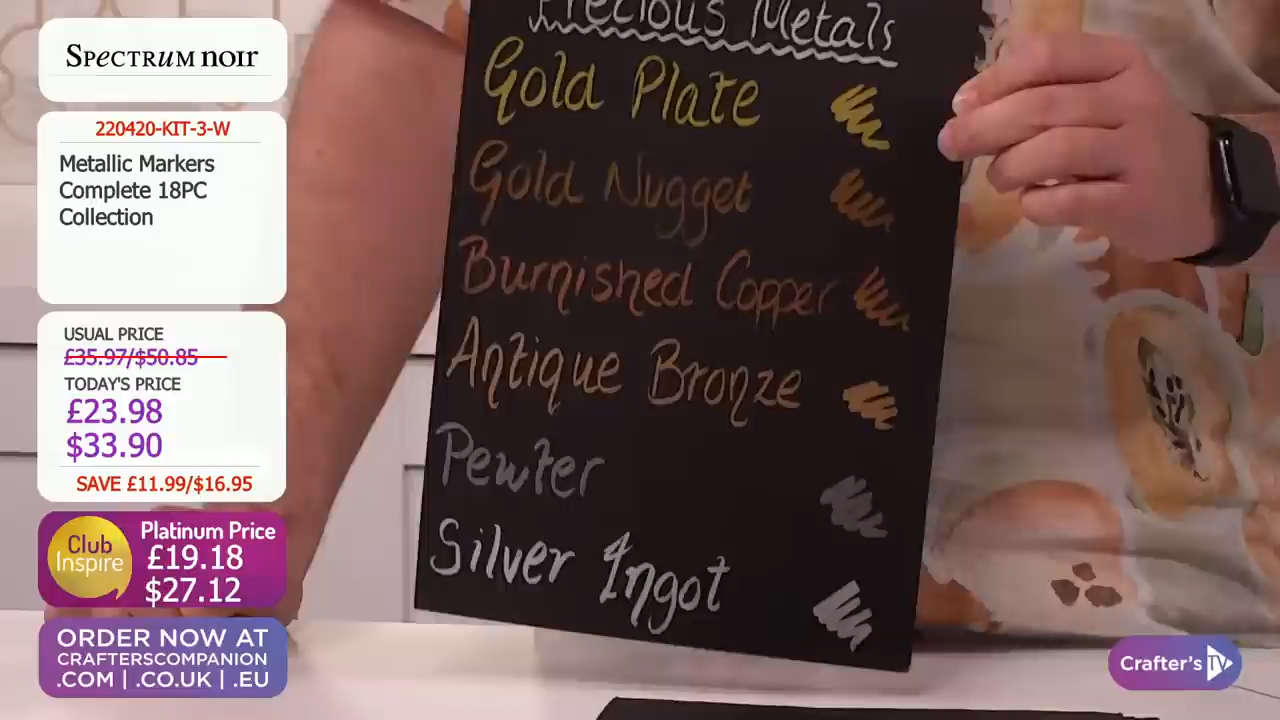 SPECTRUM NOIR
220420-KIT-3-W
Metallic Markers
Complete 18PC
Collection
USUAL PRICE
£35.97/$50.85
TODAY'S PRICE
£23.98
$33.90
SAVE £11.99/$16.95
Club
Inspire
Platinum Price
£19.18
$27.12
ORDER NOW AT
CRAFTERSCOMPANION
.COM | .CO.UK | .EU
Precious Metals
Gold Plate
Gold Nugget
Burnished Copper
Antique Bronze
Pewter
Silver Ingot
Crafter's TV